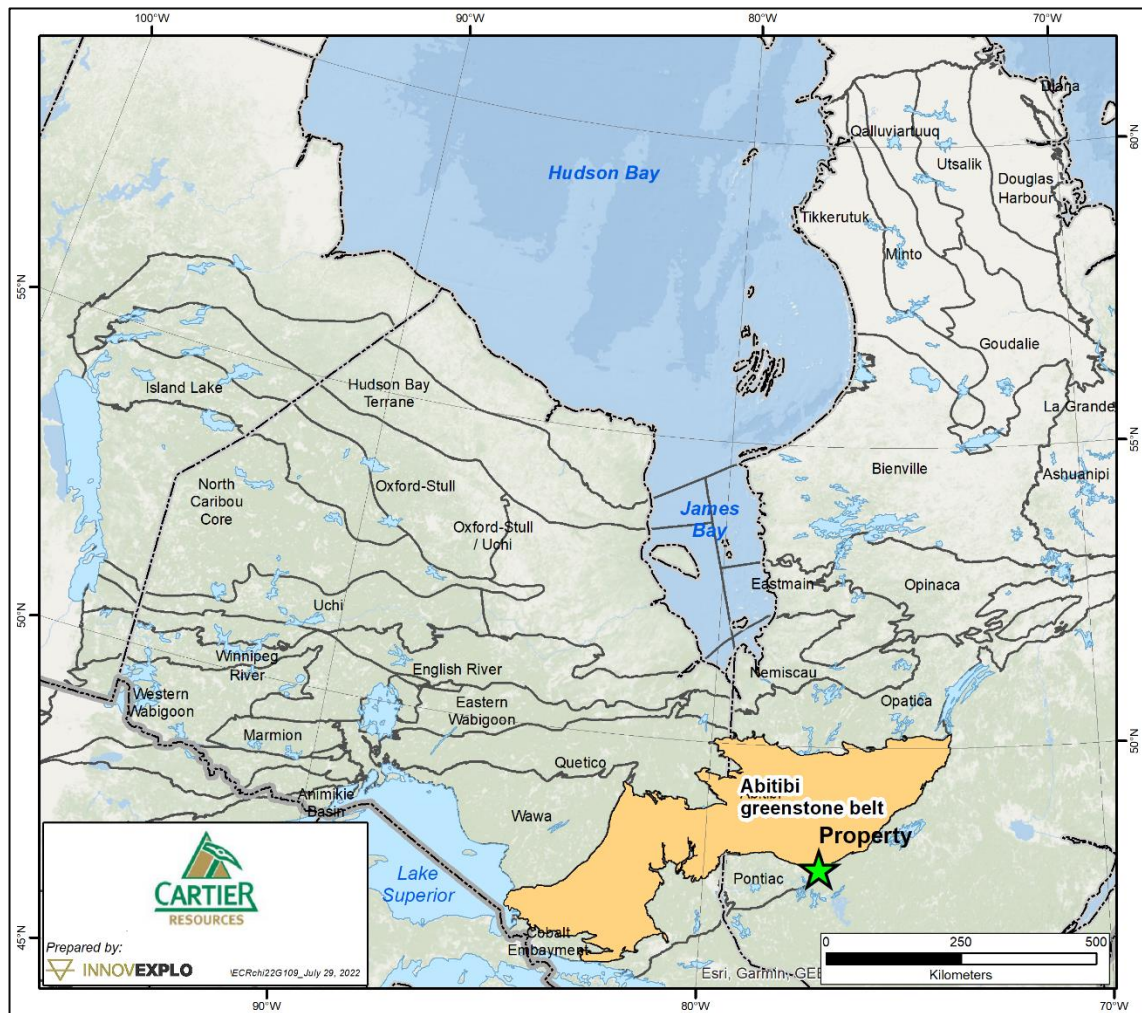 100°W
90°W
80°W
70°W
Diana
Qalluviartuuq
60°N
Utsalik
Hudson Bay
Douglas
Harbour
Tikkerutuk
Minto
55°N
Goudalie
Hudson Bay
Terrane
Island Lake
La Grande
55°N
Bienville
Ashuanipi
North
Caribou
Core
Oxford-Stull
James
Bay
Oxford-Stull
/ Uchi
Eastmain
Opinaca
Uchi
50°N
Winnipeg
River
English River
Nemiscau
Western
Wabigoon
Eastern
Wabigoon
Opatica
Marmion
50°N
Quetico
Abitibi
greenstone belt
Animikie
Basin
Wawa
Property
CARTIER
RESOURCES
Lake
Superior
Pontiac
45°N
Cobalt
Embayment
0
250
500
Kilometers
Prepared by:
INNOVEXPLO
\ECRchi22G109_July 29, 2022
Esri, Garmin, GEB
90°W
80°W
70°W